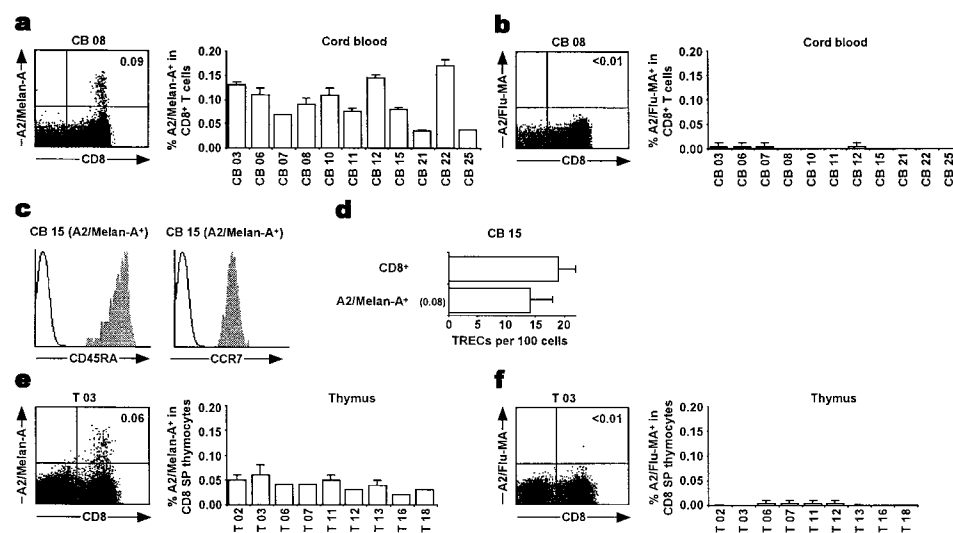 a
CB 08
0.09
A2/Melan-A
CD8
Cord blood
% A2/Melan-A⁺ in
CD8⁺ T cells
0.20
0.15
0.10
0.05
0.00
CB 03
CB 06
CB 07
CB 08
CB 10
CB 11
CB 12
CB 15
CB 21
CB 22
CB 25
b
CB 08
<0.01
A2/Flu-MA
CD8
Cord blood
% A2/Flu-MA⁺ in
CD8⁺ T cells
0.20
0.15
0.10
0.05
0.00
CB 03
CB 06
CB 07
CB 08
CB 10
CB 11
CB 12
CB 15
CB 21
CB 22
CB 25
c
CB 15 (A2/Melan-A⁺)
CD45RA
CB 15 (A2/Melan-A⁺)
CCR7
d
CB 15
CD8⁺
A2/Melan-A⁺ (0.08)
0 5 10 15 20
TRECs per 100 cells
e
T 03
0.06
A2/Melan-A
CD8
Thymus
% A2/Melan-A⁺ in
CD8 SP thymocytes
0.20
0.15
0.10
0.05
0.00
T 02
T 03
T 06
T 07
T 11
T 12
T 13
T 16
T 18
f
T 03
<0.01
A2/Flu-MA
CD8
Thymus
% A2/Flu-MA⁺ in
CD8 SP thymocytes
0.20
0.15
0.10
0.05
0.00
T 02
T 03
T 06
T 07
T 11
T 12
T 13
T 16
T 18